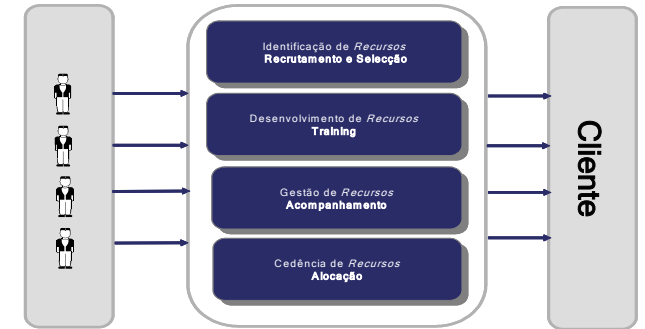 Identificação de Recursos
Recrutamento e Selecção
Desenvolvimento de Recursos
Training
Gestão de Recursos
Acompanhamento
Cedência de Recursos
Alocação
Cliente